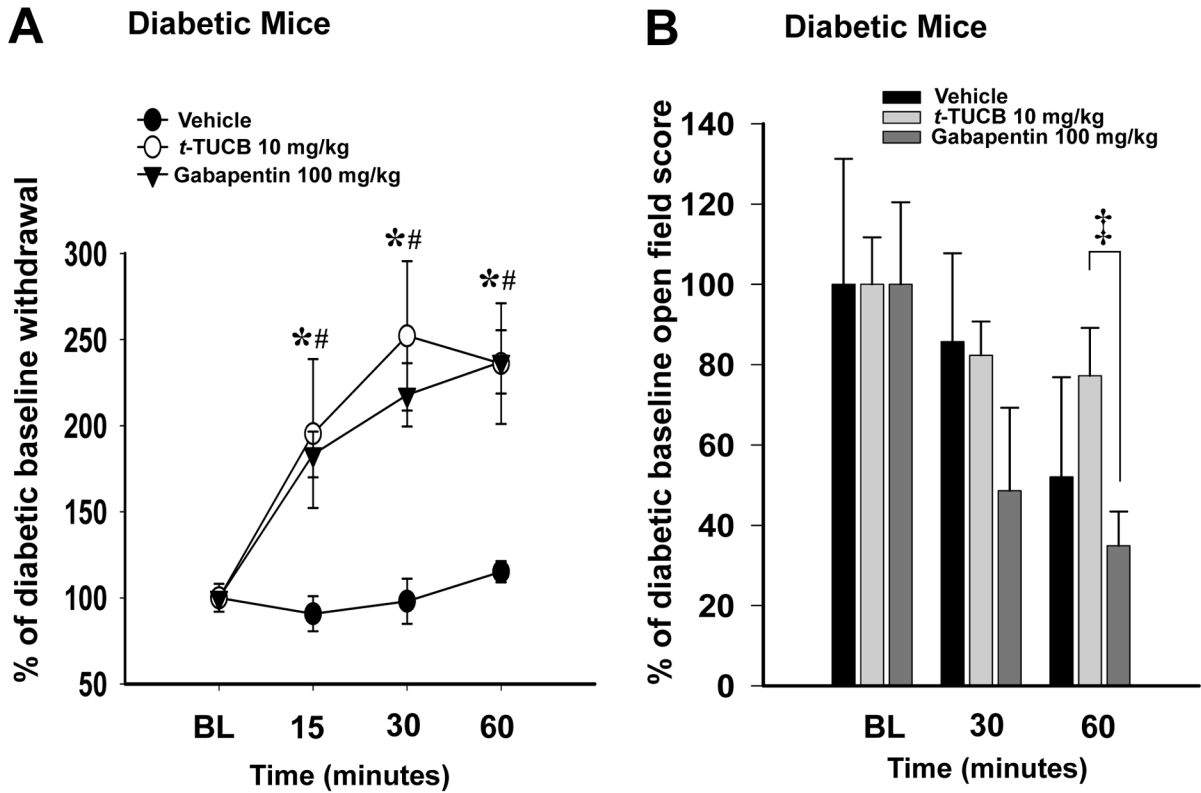 A
Diabetic Mice
Vehicle
t-TUCB 10 mg/kg
Gabapentin 100 mg/kg
% of diabetic baseline withdrawal
300
250
200
150
100
50
*#
*#
*#
BL 15 30 60
Time (minutes)
B
Diabetic Mice
Vehicle
t-TUCB 10 mg/kg
Gabapentin 100 mg/kg
% of diabetic baseline open field score
140
120
100
80
60
40
20
0
‡
BL 30 60
Time (minutes)